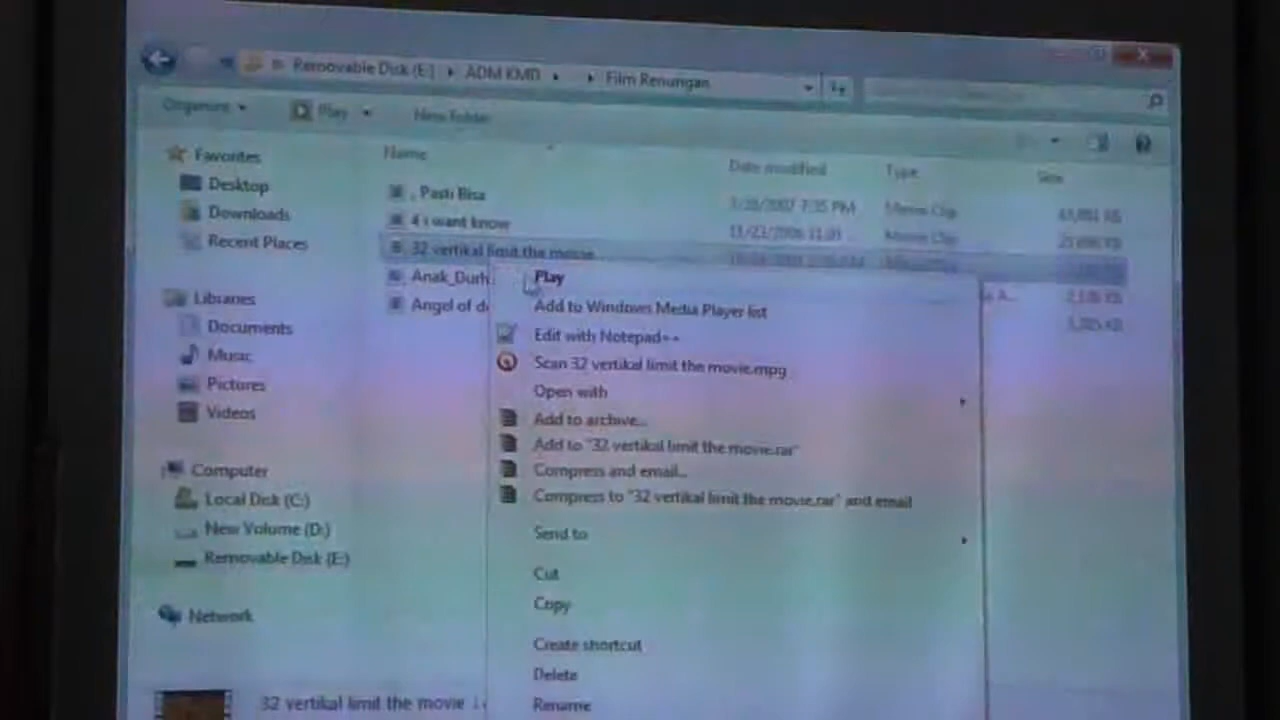 Removable Disk (E:) ADM KMD Film Renungan
Organize Play New Folder
Favorites
Desktop
Downloads
Recent Places
Libraries
Documents
Music
Pictures
Videos
Computer
Local Disk (C:)
New Volume (D:)
Removable Disk (E:)
Network
Name Date modified Type Size
, Pasti Bisa 7:35 PM Movie Clip
4 i want know Movie Clip
32 vertikal limit the movie
Anak_Durh
Angel of d
Play
Add to Windows Media Player list
Edit with Notepad++
Scan 32 vertikal limit the movie.mpg
Open with
Add to archive...
Add to "32 vertikal limit the movie.rar"
Compress and email...
Compress to "32 vertikal limit the movie.rar" and email
Send to
Cut
Copy
Create shortcut
Delete
Rename
32 vertikal limit the movie